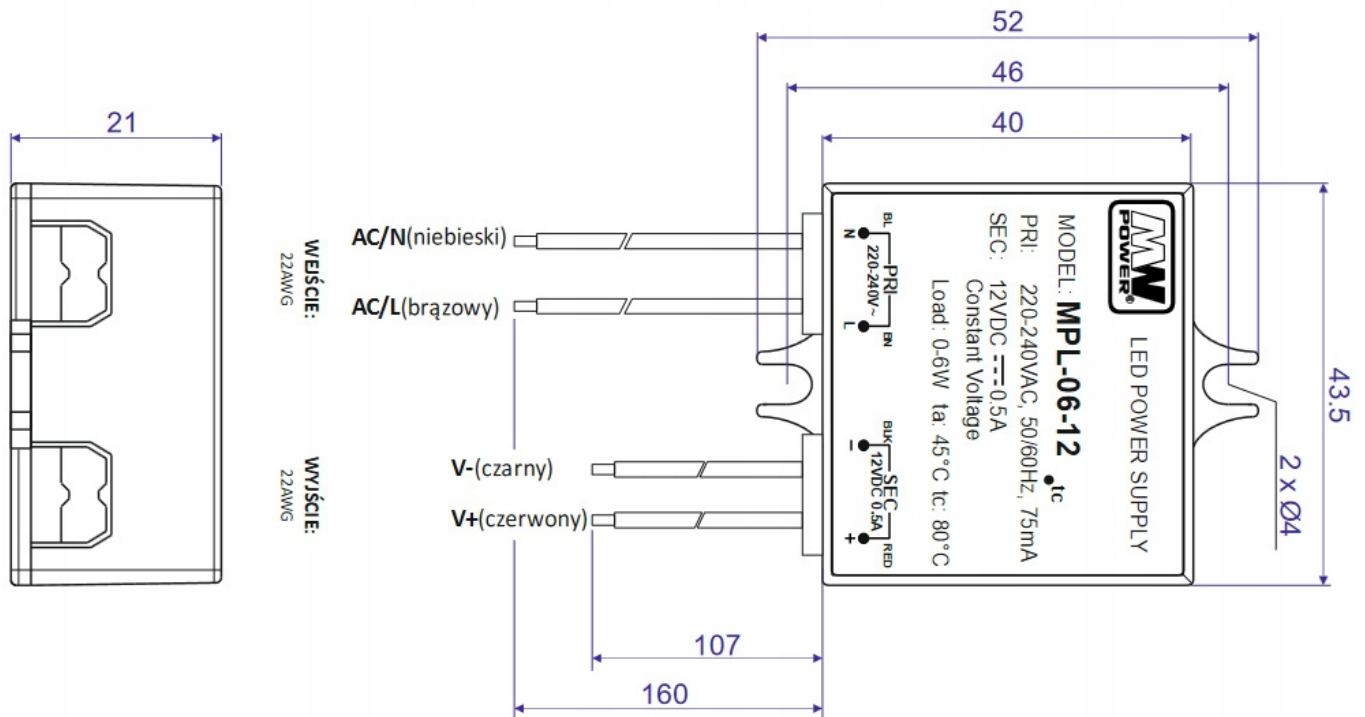 52
46
40
21
43.5
2 x Ø4
107
160
WEJŚCIE:
22AWG
AC/N(niebieski)
AC/L(brązowy)
WYJŚCIE:
22AWG
V-(czarny)
V+(czerwony)
MW
POWER®
LED POWER SUPPLY
MODEL: MPL-06-12
tc
PRI: 220-240VAC, 50/60Hz, 75mA
SEC: 12VDC ⎓ 0.5A
Constant Voltage
Load: 0-6W ta: 45°C tc: 80°C
BL PRI BN
N 220-240V~ L
BLK SEC RED
- 12VDC 0.5A +